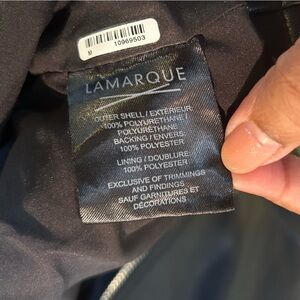 M
10969503
LAMARQUE
OUTER SHELL / EXTÉRIEUR:
100% POLYURETHANE /
POLYURÉTHANE
BACKING / ENVERS:
100% POLYESTER
LINING / DOUBLURE:
100% POLYESTER
EXCLUSIVE OF TRIMMINGS
AND FINDINGS
SAUF GARNITURES ET
DÉCORATIONS